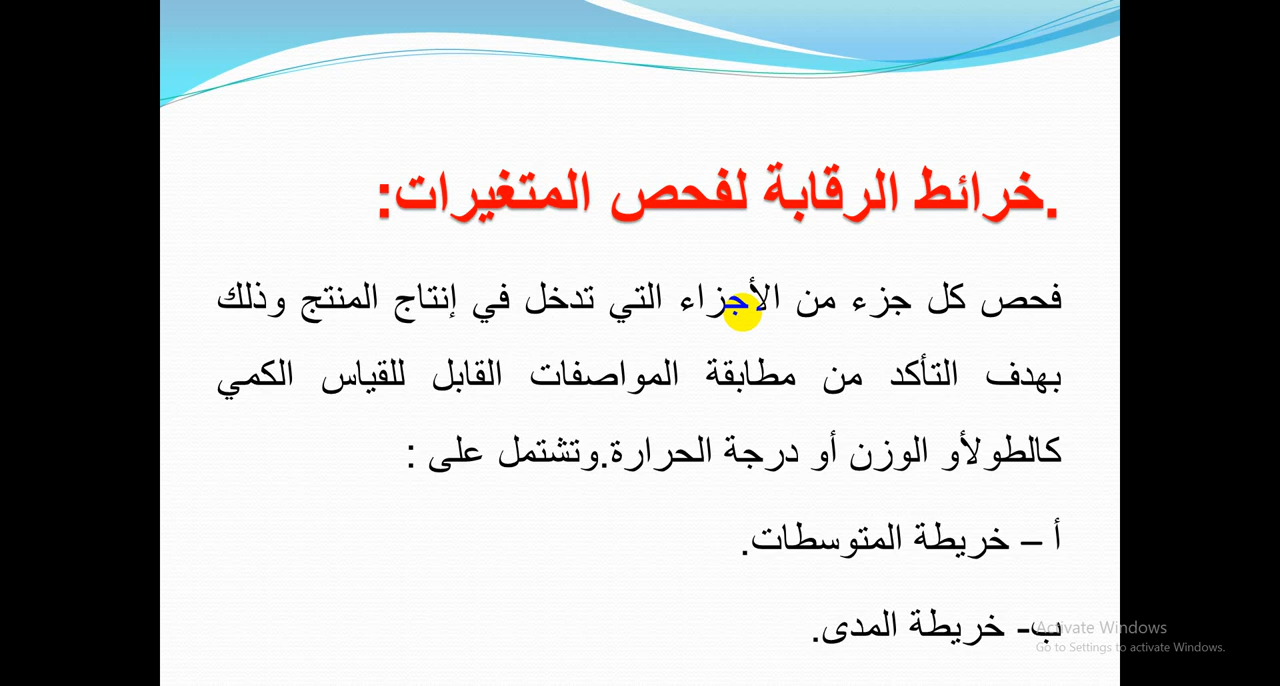 .خرائط الرقابة لفحص المتغيرات:
فحص كل جزء من الأجزاء التي تدخل في إنتاج المنتج وذلك
بهدف التأكد من مطابقة المواصفات القابل للقياس الكمي
كالطولأو الوزن أو درجة الحرارة.وتشتمل على :
أ – خريطة المتوسطات.
ب- خريطة المدى.
Activate Windows
Go to Settings to activate Windows.